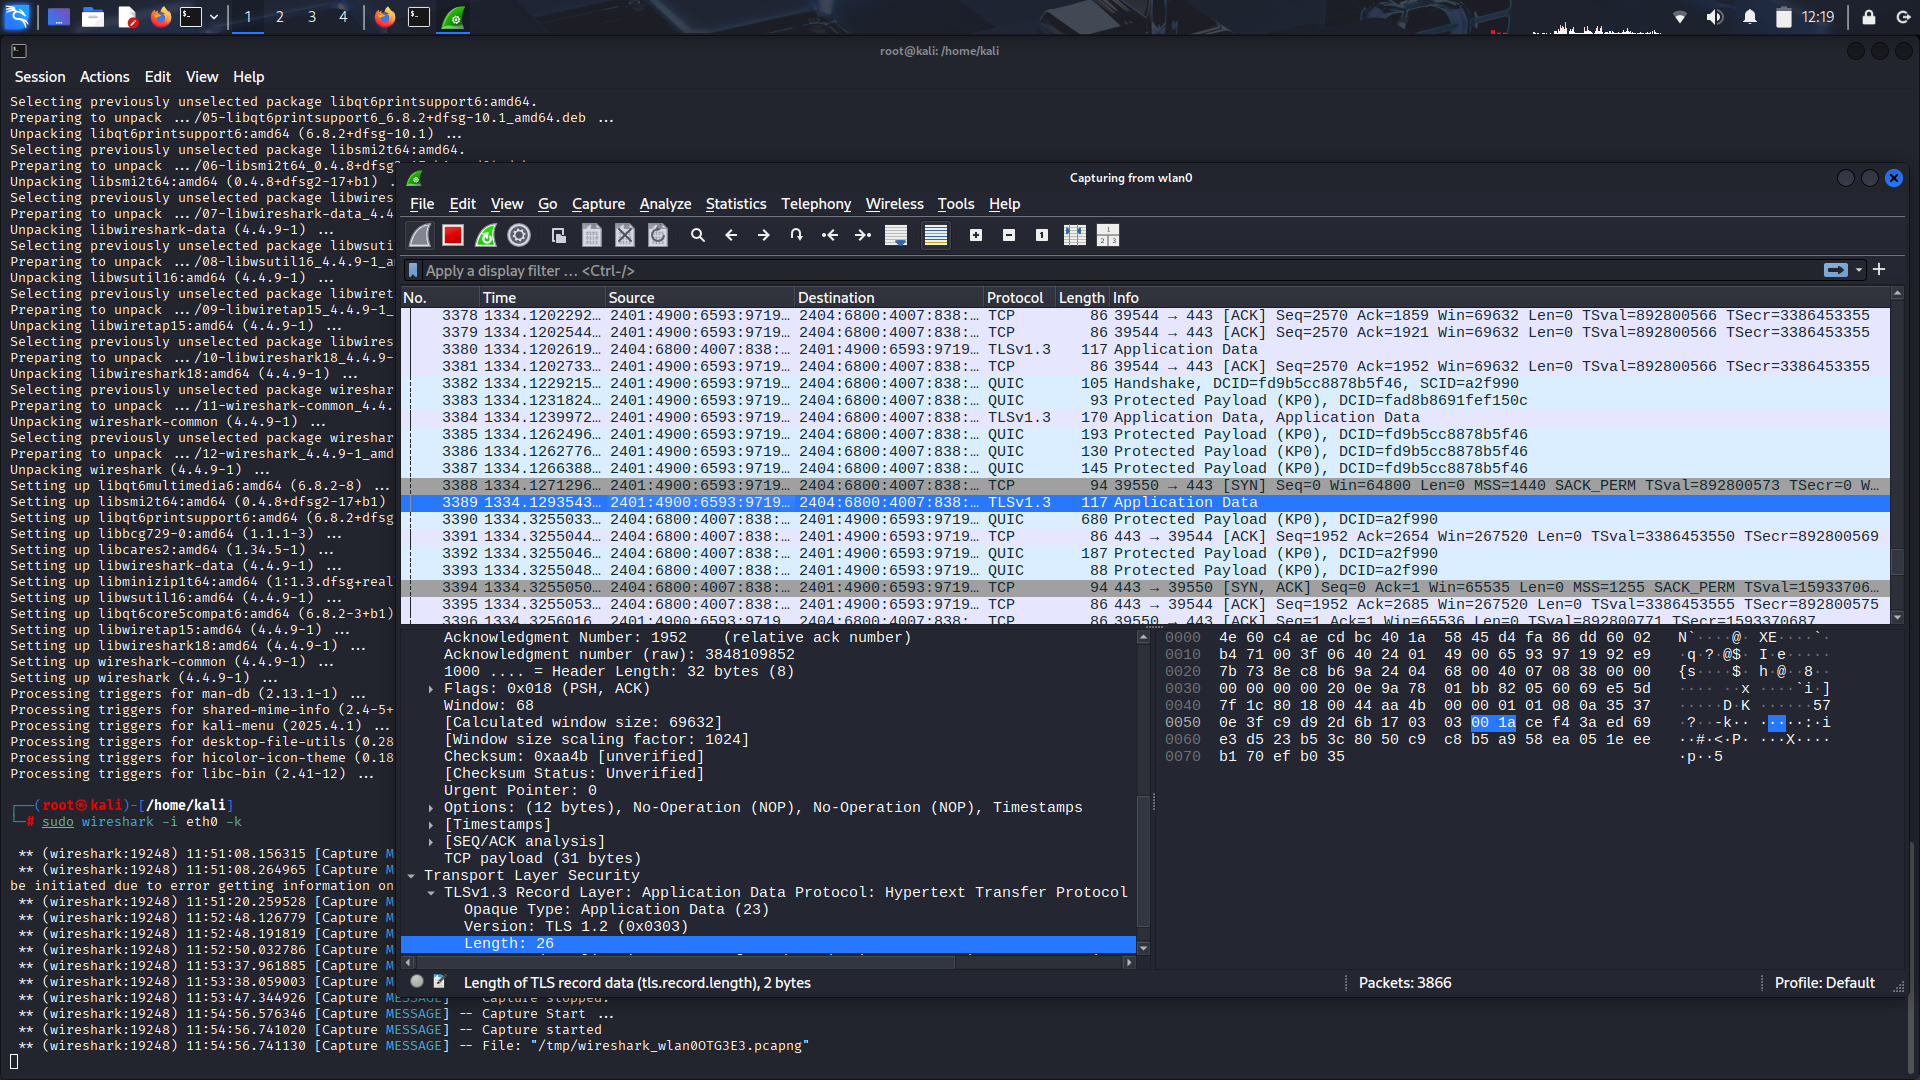 1 2 3 4 12:19
root@kali: /home/kali
Session Actions Edit View Help
Selecting previously unselected package libqt6printsupport6:amd64.
Preparing to unpack .../05-libqt6printsupport6_6.8.2+dfsg-10.1_amd64.deb ...
Unpacking libqt6printsupport6:amd64 (6.8.2+dfsg-10.1) ...
Selecting previously unselected package libsmi2t64:amd64.
Preparing to unpack .../06-libsmi2t64_0.4.8+dfsg2
Unpacking libsmi2t64:amd64 (0.4.8+dfsg2-17+b1) .
Selecting previously unselected package libwires
Preparing to unpack .../07-libwireshark-data_4.4
Unpacking libwireshark-data (4.4.9-1) ...
Selecting previously unselected package libwsuti
Preparing to unpack .../08-libwsutil16_4.4.9-1_a
Unpacking libwsutil16:amd64 (4.4.9-1) ...
Selecting previously unselected package libwiret
Preparing to unpack .../09-libwiretap15_4.4.9-1_
Unpacking libwiretap15:amd64 (4.4.9-1) ...
Selecting previously unselected package libwires
Preparing to unpack .../10-libwireshark18_4.4.9-
Unpacking libwireshark18:amd64 (4.4.9-1) ...
Selecting previously unselected package wireshar
Preparing to unpack .../11-wireshark-common_4.4.
Unpacking wireshark-common (4.4.9-1) ...
Selecting previously unselected package wireshar
Preparing to unpack .../12-wireshark_4.4.9-1_amd
Unpacking wireshark (4.4.9-1) ...
Setting up libqt6multimedia6:amd64 (6.8.2-8) ...
Setting up libsmi2t64:amd64 (0.4.8+dfsg2-17+b1)
Setting up libqt6printsupport6:amd64 (6.8.2+dfsg
Setting up libbcg729-0:amd64 (1.1.1-3) ...
Setting up libcares2:amd64 (1.34.5-1) ...
Setting up libwireshark-data (4.4.9-1) ...
Setting up libminizip1t64:amd64 (1:1.3.dfsg+real
Setting up libwsutil16:amd64 (4.4.9-1) ...
Setting up libqt6core5compat6:amd64 (6.8.2-3+b1)
Setting up libwiretap15:amd64 (4.4.9-1) ...
Setting up libwireshark18:amd64 (4.4.9-1) ...
Setting up wireshark-common (4.4.9-1) ...
Setting up wireshark (4.4.9-1) ...
Processing triggers for man-db (2.13.1-1) ...
Processing triggers for shared-mime-info (2.4-5+
Processing triggers for kali-menu (2025.4.1) ...
Processing triggers for desktop-file-utils (0.28
Processing triggers for hicolor-icon-theme (0.18
Processing triggers for libc-bin (2.41-12) ...
┌──(root㉿kali)-[/home/kali]
└─# sudo wireshark -i eth0 -k
** (wireshark:19248) 11:51:08.156315 [Capture M
** (wireshark:19248) 11:51:08.264965 [Capture M
be initiated due to error getting information on
** (wireshark:19248) 11:51:20.259528 [Capture M
** (wireshark:19248) 11:52:48.126779 [Capture M
** (wireshark:19248) 11:52:48.191819 [Capture M
** (wireshark:19248) 11:52:50.032786 [Capture M
** (wireshark:19248) 11:53:37.961885 [Capture M
** (wireshark:19248) 11:53:38.059003 [Capture M
** (wireshark:19248) 11:53:47.344926 [Capture MESSAGE] -- Capture stopped.
** (wireshark:19248) 11:54:56.576346 [Capture MESSAGE] -- Capture Start ...
** (wireshark:19248) 11:54:56.741020 [Capture MESSAGE] -- Capture started
** (wireshark:19248) 11:54:56.741130 [Capture MESSAGE] -- File: "/tmp/wireshark_wlan0OTG3E3.pcapng"
Capturing from wlan0
File Edit View Go Capture Analyze Statistics Telephony Wireless Tools Help
Apply a display filter ... <Ctrl-/>
No. Time Source Destination Protocol Length Info
3378 1334.1202292... 2401:4900:6593:9719... 2404:6800:4007:838:... TCP 86 39544 → 443 [ACK] Seq=2570 Ack=1859 Win=69632 Len=0 TSval=892800566 TSecr=3386453355
3379 1334.1202544... 2401:4900:6593:9719... 2404:6800:4007:838:... TCP 86 39544 → 443 [ACK] Seq=2570 Ack=1921 Win=69632 Len=0 TSval=892800566 TSecr=3386453355
3380 1334.1202619... 2404:6800:4007:838:... 2401:4900:6593:9719... TLSv1.3 117 Application Data
3381 1334.1202733... 2401:4900:6593:9719... 2404:6800:4007:838:... TCP 86 39544 → 443 [ACK] Seq=2570 Ack=1952 Win=69632 Len=0 TSval=892800566 TSecr=3386453355
3382 1334.1229215... 2401:4900:6593:9719... 2404:6800:4007:838:... QUIC 105 Handshake, DCID=fd9b5cc8878b5f46, SCID=a2f990
3383 1334.1231824... 2401:4900:6593:9719... 2404:6800:4007:838:... QUIC 93 Protected Payload (KP0), DCID=fad8b8691fef150c
3384 1334.1239972... 2401:4900:6593:9719... 2404:6800:4007:838:... TLSv1.3 170 Application Data, Application Data
3385 1334.1262496... 2401:4900:6593:9719... 2404:6800:4007:838:... QUIC 193 Protected Payload (KP0), DCID=fd9b5cc8878b5f46
3386 1334.1262776... 2401:4900:6593:9719... 2404:6800:4007:838:... QUIC 130 Protected Payload (KP0), DCID=fd9b5cc8878b5f46
3387 1334.1266388... 2401:4900:6593:9719... 2404:6800:4007:838:... QUIC 145 Protected Payload (KP0), DCID=fd9b5cc8878b5f46
3388 1334.1271296... 2401:4900:6593:9719... 2404:6800:4007:838:... TCP 94 39550 → 443 [SYN] Seq=0 Win=64800 Len=0 MSS=1440 SACK_PERM TSval=892800573 TSecr=0 W...
3389 1334.1293543... 2401:4900:6593:9719... 2404:6800:4007:838:... TLSv1.3 117 Application Data
3390 1334.3255033... 2404:6800:4007:838:... 2401:4900:6593:9719... QUIC 680 Protected Payload (KP0), DCID=a2f990
3391 1334.3255044... 2404:6800:4007:838:... 2401:4900:6593:9719... TCP 86 443 → 39544 [ACK] Seq=1952 Ack=2654 Win=267520 Len=0 TSval=3386453550 TSecr=892800569
3392 1334.3255046... 2404:6800:4007:838:... 2401:4900:6593:9719... QUIC 187 Protected Payload (KP0), DCID=a2f990
3393 1334.3255048... 2404:6800:4007:838:... 2401:4900:6593:9719... QUIC 88 Protected Payload (KP0), DCID=a2f990
3394 1334.3255050... 2404:6800:4007:838:... 2401:4900:6593:9719... TCP 94 443 → 39550 [SYN, ACK] Seq=0 Ack=1 Win=65535 Len=0 MSS=1255 SACK_PERM TSval=15933706...
3395 1334.3255053... 2404:6800:4007:838:... 2401:4900:6593:9719... TCP 86 443 → 39544 [ACK] Seq=1952 Ack=2685 Win=267520 Len=0 TSval=3386453555 TSecr=892800575
3396 1334.3256016... 2401:4900:6593:9719... 2404:6800:4007:838:... TCP 86 39550 → 443 [ACK] Seq=1 Ack=1 Win=65536 Len=0 TSval=892800771 TSecr=1593370687
Acknowledgment Number: 1952 (relative ack number)
Acknowledgment number (raw): 3848109852
1000 .... = Header Length: 32 bytes (8)
Flags: 0x018 (PSH, ACK)
Window: 68
[Calculated window size: 69632]
[Window size scaling factor: 1024]
Checksum: 0xaa4b [unverified]
[Checksum Status: Unverified]
Urgent Pointer: 0
Options: (12 bytes), No-Operation (NOP), No-Operation (NOP), Timestamps
[Timestamps]
[SEQ/ACK analysis]
TCP payload (31 bytes)
Transport Layer Security
TLSv1.3 Record Layer: Application Data Protocol: Hypertext Transfer Protocol
Opaque Type: Application Data (23)
Version: TLS 1.2 (0x0303)
Length: 26
0000 4e 60 c4 ae cd bc 40 1a 58 45 d4 fa 86 dd 60 02 N`····@· XE····`·
0010 b4 71 00 3f 06 40 24 01 49 00 65 93 97 19 92 e9 ·q·?·@$· I·e·····
0020 7b 73 8e c8 b6 9a 24 04 68 00 40 07 08 38 00 00 {s····$· h·@··8··
0030 00 00 00 00 20 0e 9a 78 01 bb 82 05 60 69 e5 5d ···· ··x ····`i·]
0040 7f 1c 80 18 00 44 aa 4b 00 00 01 01 08 0a 35 37 ·····D·K ······57
0050 0e 3f c9 d9 2d 6b 17 03 03 00 1a ce f4 3a ed 69 ·?··-k·· ·····:·i
0060 e3 d5 23 b5 3c 80 50 c9 c8 b5 a9 58 ea 05 1e ee ··#·<·P· ···X····
0070 b1 70 ef b0 35 ·p··5
Length of TLS record data (tls.record.length), 2 bytes
Packets: 3866
Profile: Default